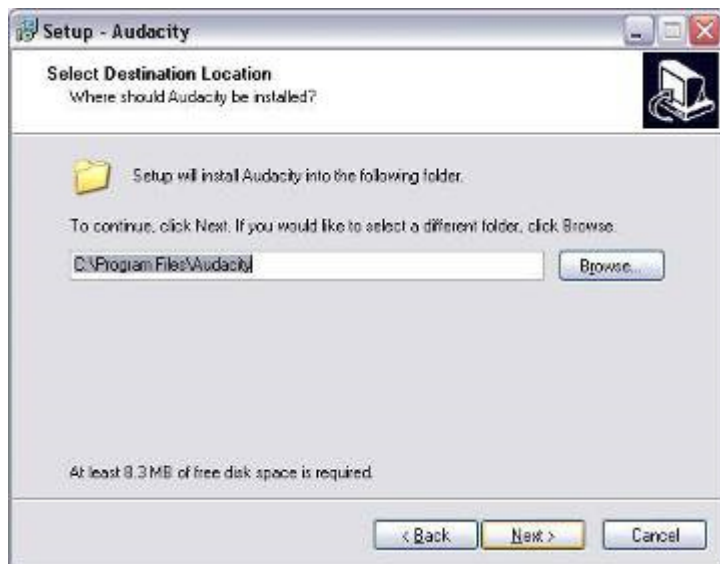 Setup - Audacity
Select Destination Location
Where should Audacity be installed?
Setup will install Audacity into the following folder.
To continue, click Next. If you would like to select a different folder, click Browse.
C:\Program Files\Audacity
Browse...
At least 8.3 MB of free disk space is required.
< Back
Next >
Cancel